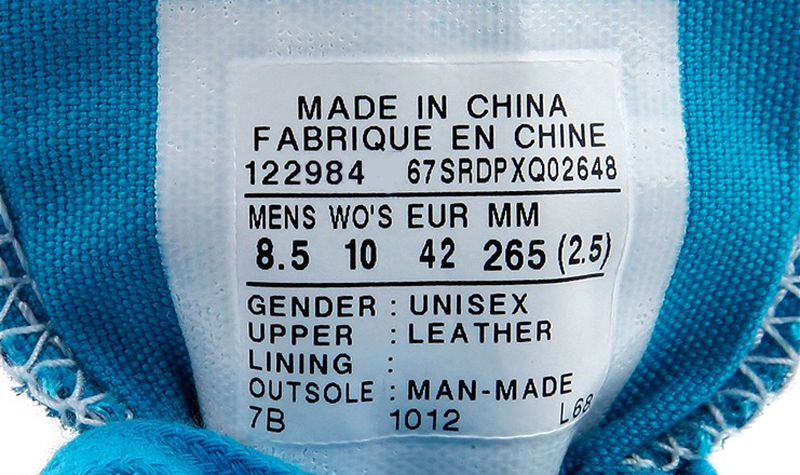 MADE IN CHINA
FABRIQUE EN CHINE
122984 67SRDPXQ02648
MENS WO'S EUR MM
8.5 10 42 265 (2.5)
GENDER : UNISEX
UPPER : LEATHER
LINING :
OUTSOLE : MAN-MADE
7B 1012 L68